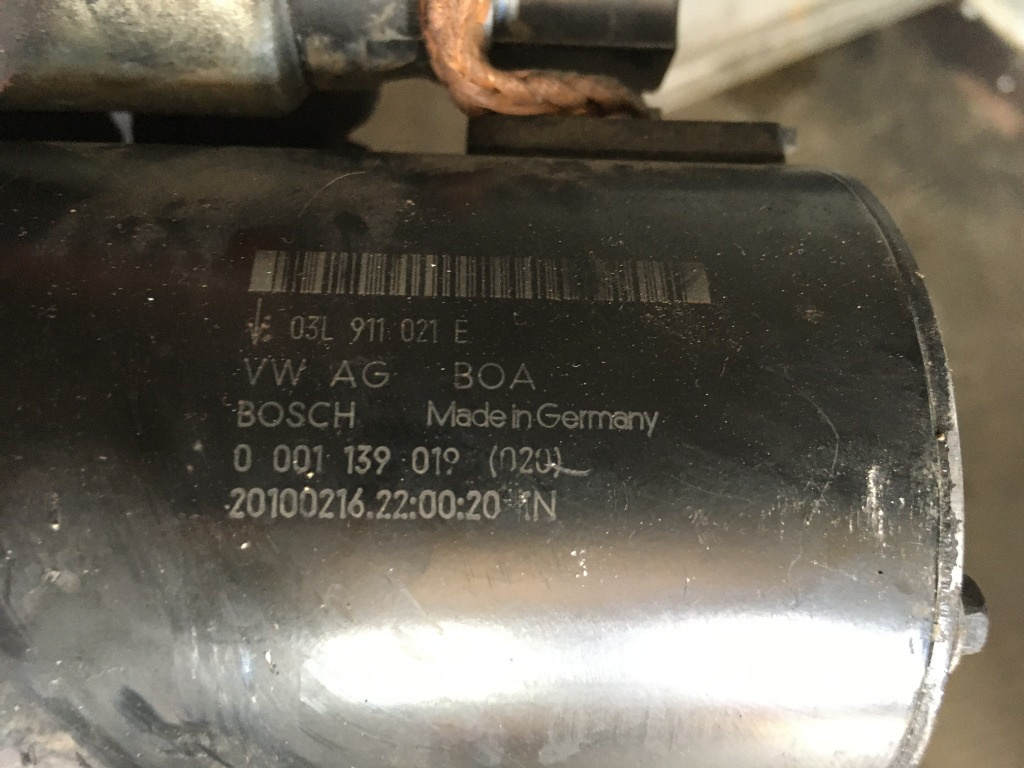 03L 911 021 E
VW AG BOA
BOSCH Made in Germany
0 001 139 019 (020)
20100216.22:00:20 1N